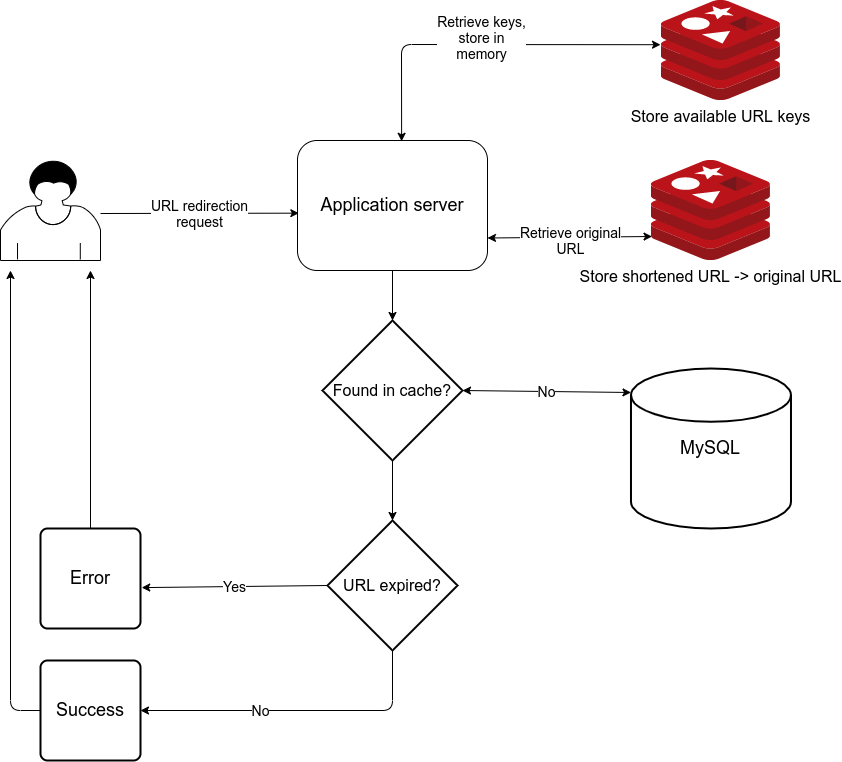 Retrieve keys,
store in
memory
Store available URL keys
URL redirection
request
Application server
Retrieve original
URL
Store shortened URL -> original URL
Found in cache?
No
MySQL
Error
Yes
URL expired?
Success
No